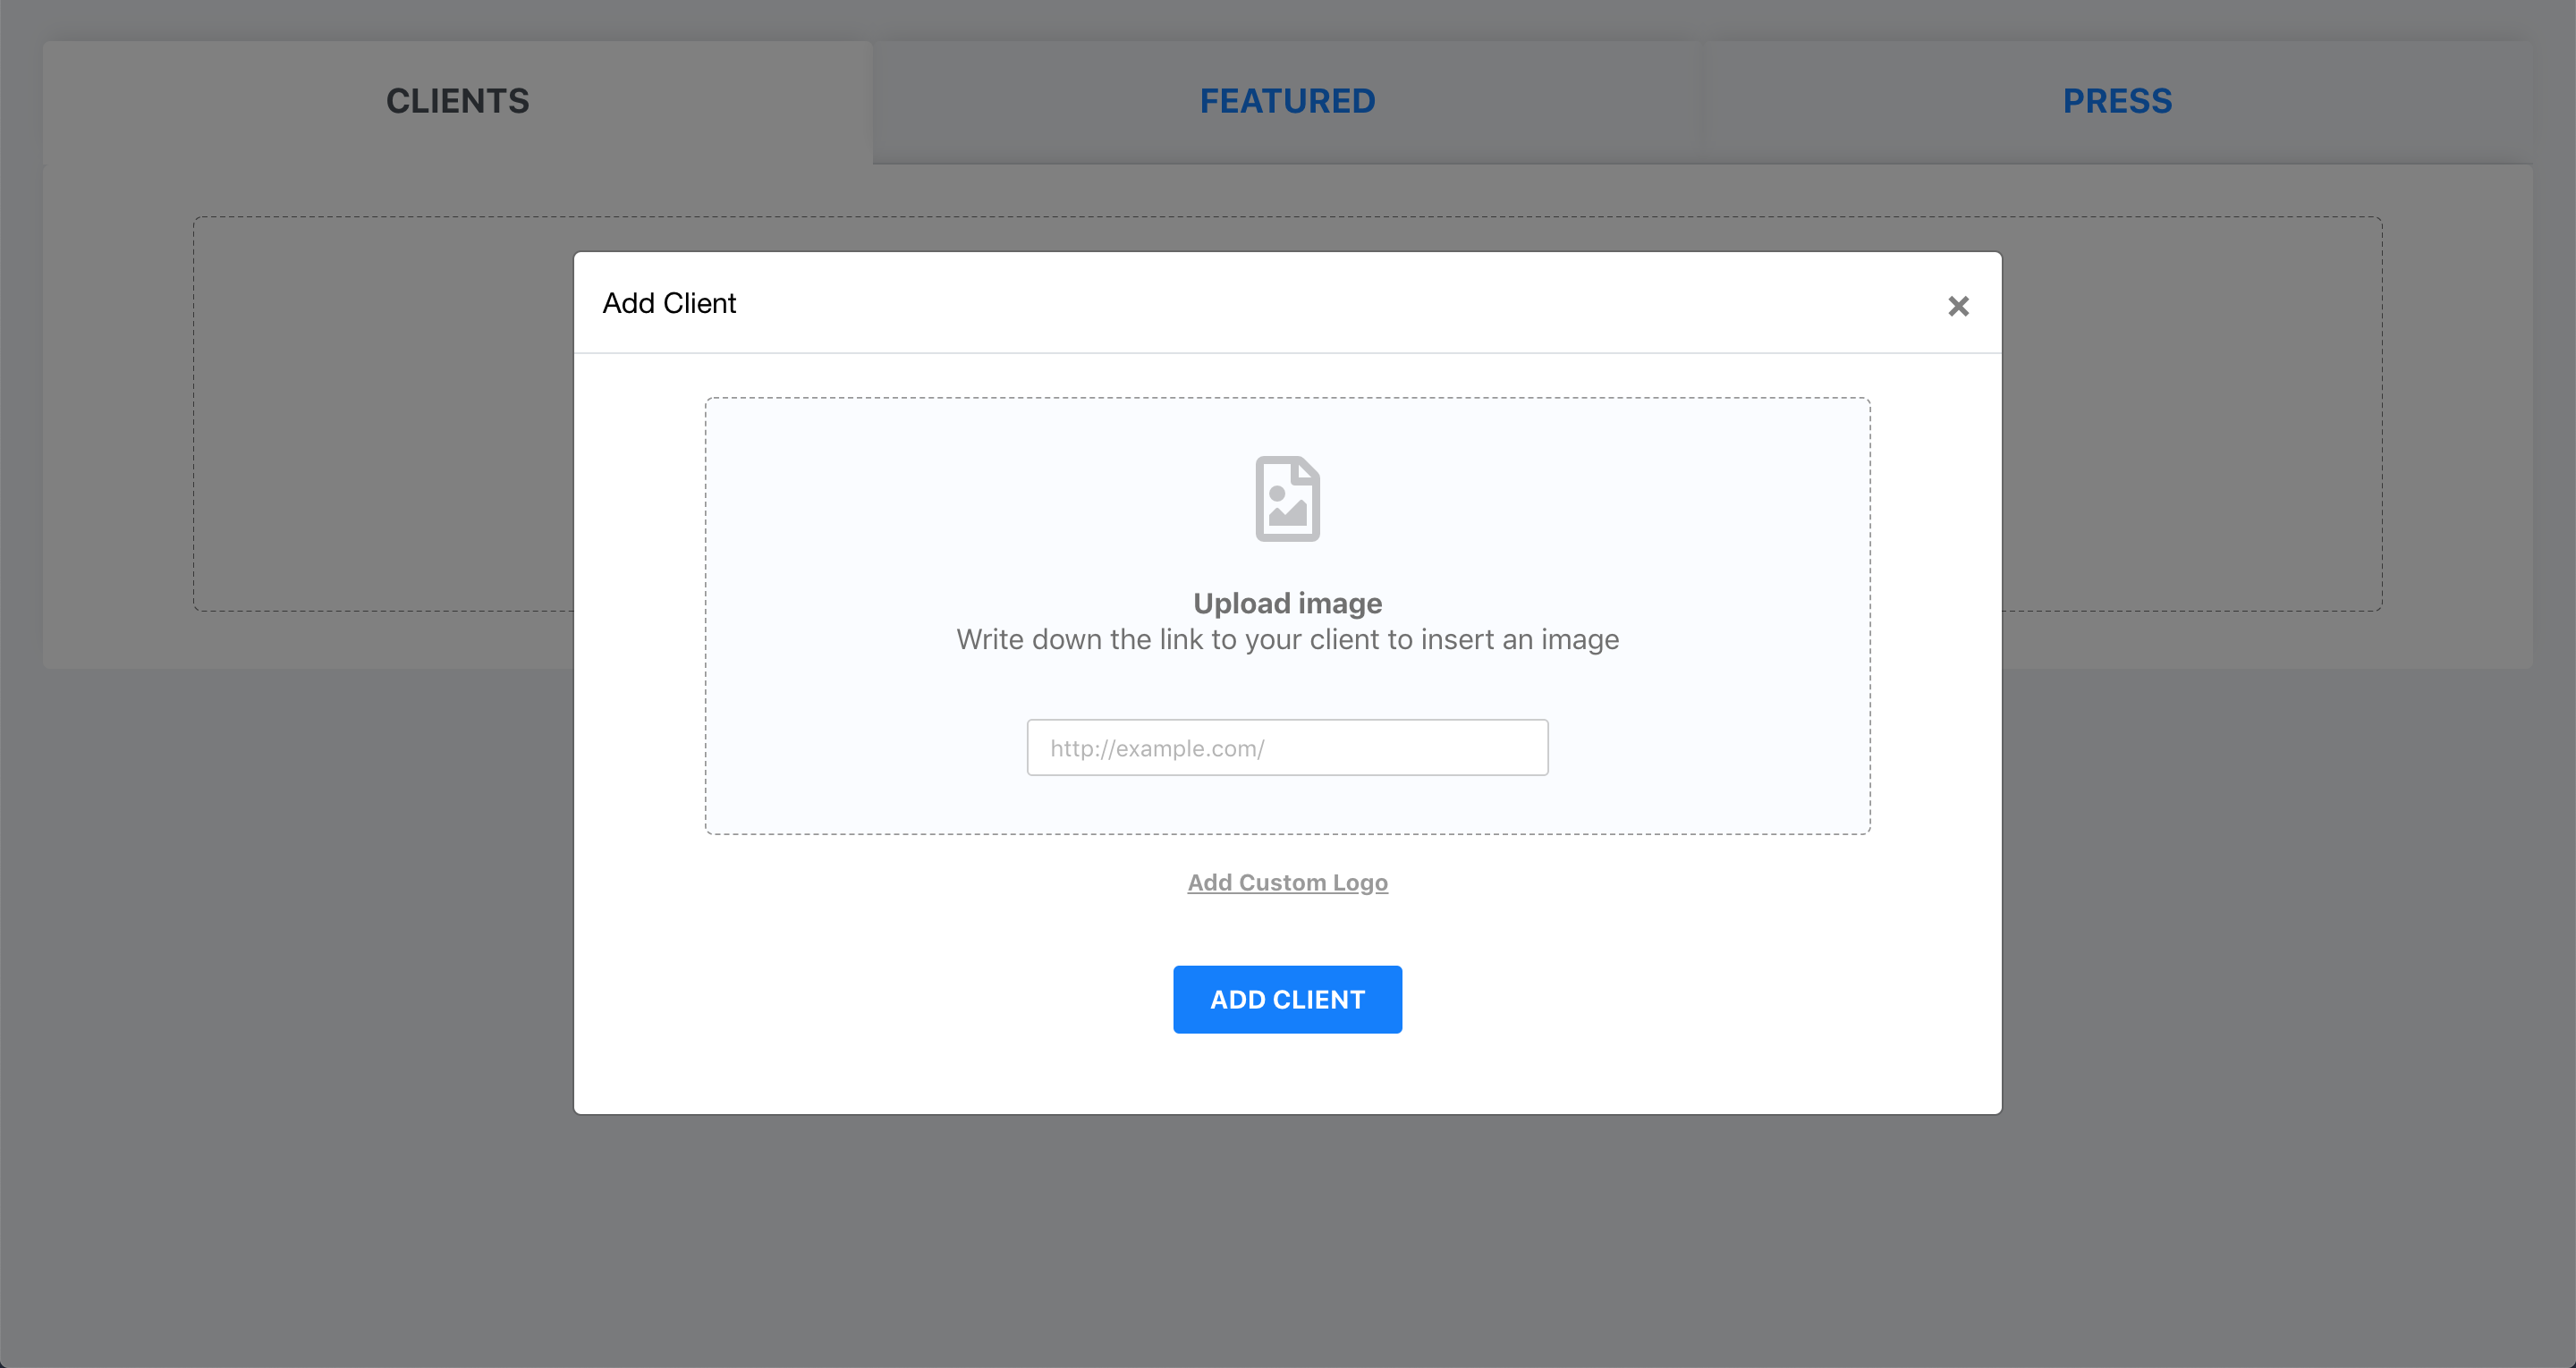 CLIENTS
FEATURED
PRESS
Add Client
Upload image
Write down the link to your client to insert an image
http://example.com/
Add Custom Logo
ADD CLIENT